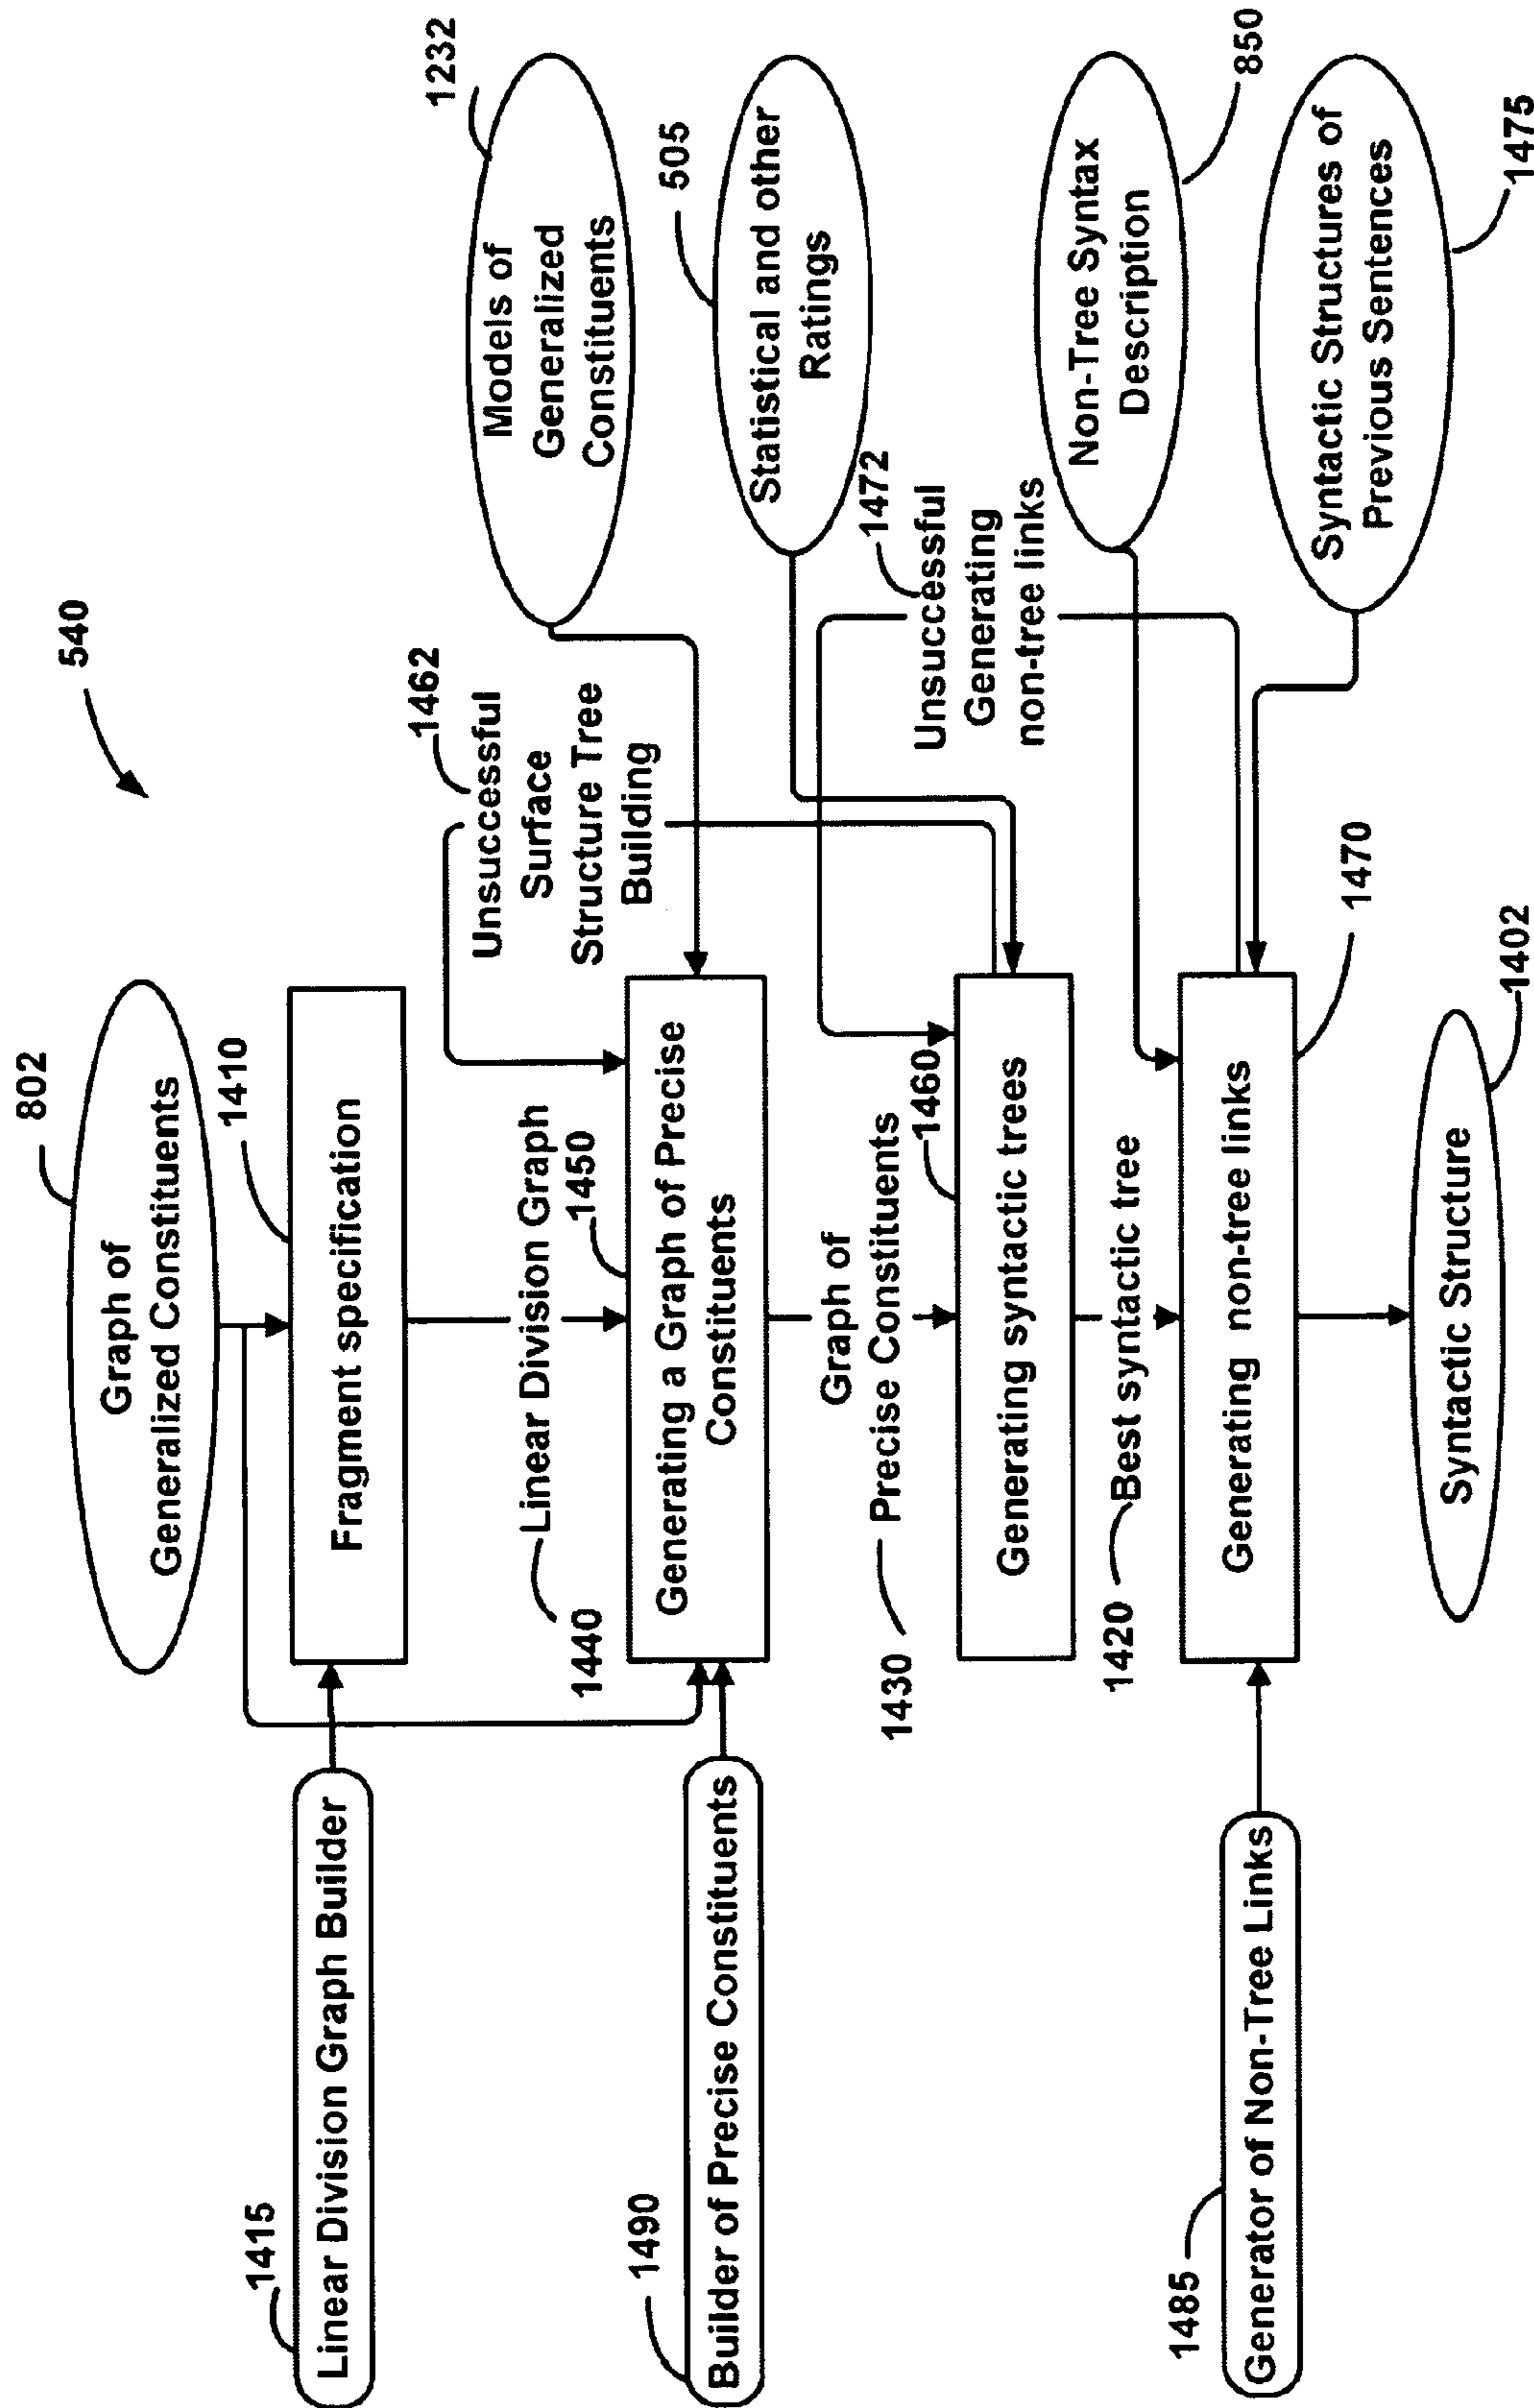 540
802
Graph of
Generalized Constituents
1415
Linear Division Graph Builder
1410
Fragment specification
1462
Unsuccessful
Surface
Structure Tree
Building
1232
Models of
Generalized
Constituents
1440
Linear Division Graph
1450
1490
Builder of Precise Constituents
Generating a Graph of Precise
Constituents
505
Statistical and other
Ratings
1430
Graph of
Precise Constituents
1460
Generating syntactic trees
1472
Unsuccessful
Generating
non-tree links
1420
Best syntactic tree
850
Non-Tree Syntax
Description
1485
Generator of Non-Tree Links
Generating non-tree links
1470
Syntactic Structures of
Previous Sentences
1475
Syntactic Structure
1402